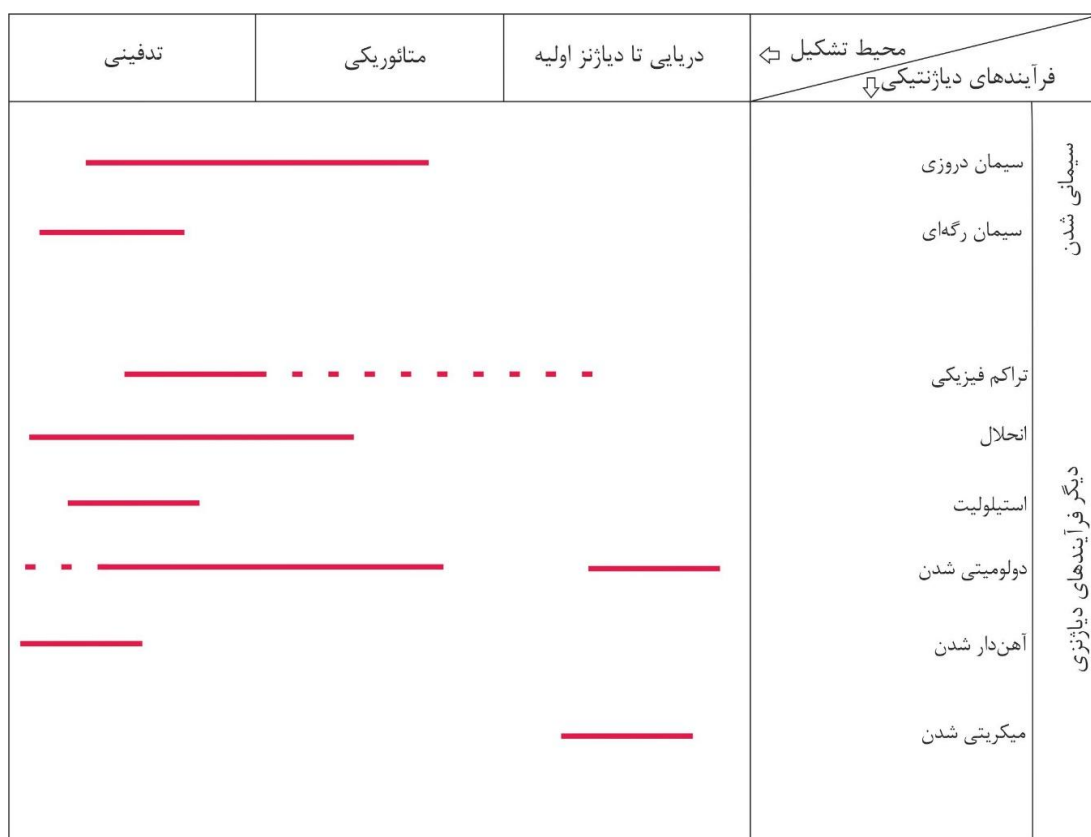 محیط تشکیل
فرآیندهای دیاژنتیکی
دریایی تا دیاژنز اولیه
متائوریکی
تدفینی
سیمانی شدن
سیمان دروزی
سیمان رگه‌ای
دیگر فرآیندهای دیاژنزی
تراکم فیزیکی
انحلال
استیلولیت
دولومیتی شدن
آهن‌دار شدن
میکریتی شدن